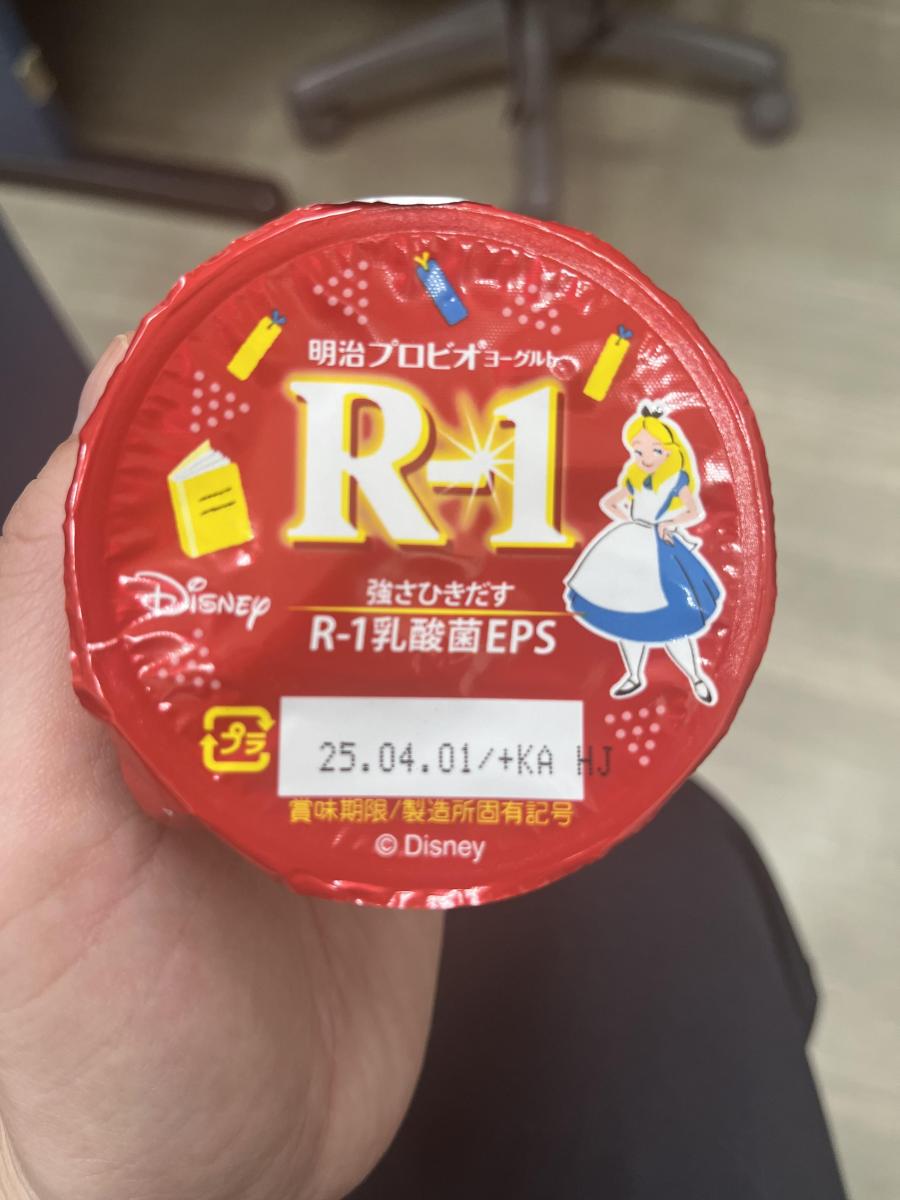 明治プロビオヨーグルト
R-1
Disney
強さひきだす
R-1乳酸菌EPS
プラ
25.04.01/+KA HJ
賞味期限/製造所固有記号
© Disney